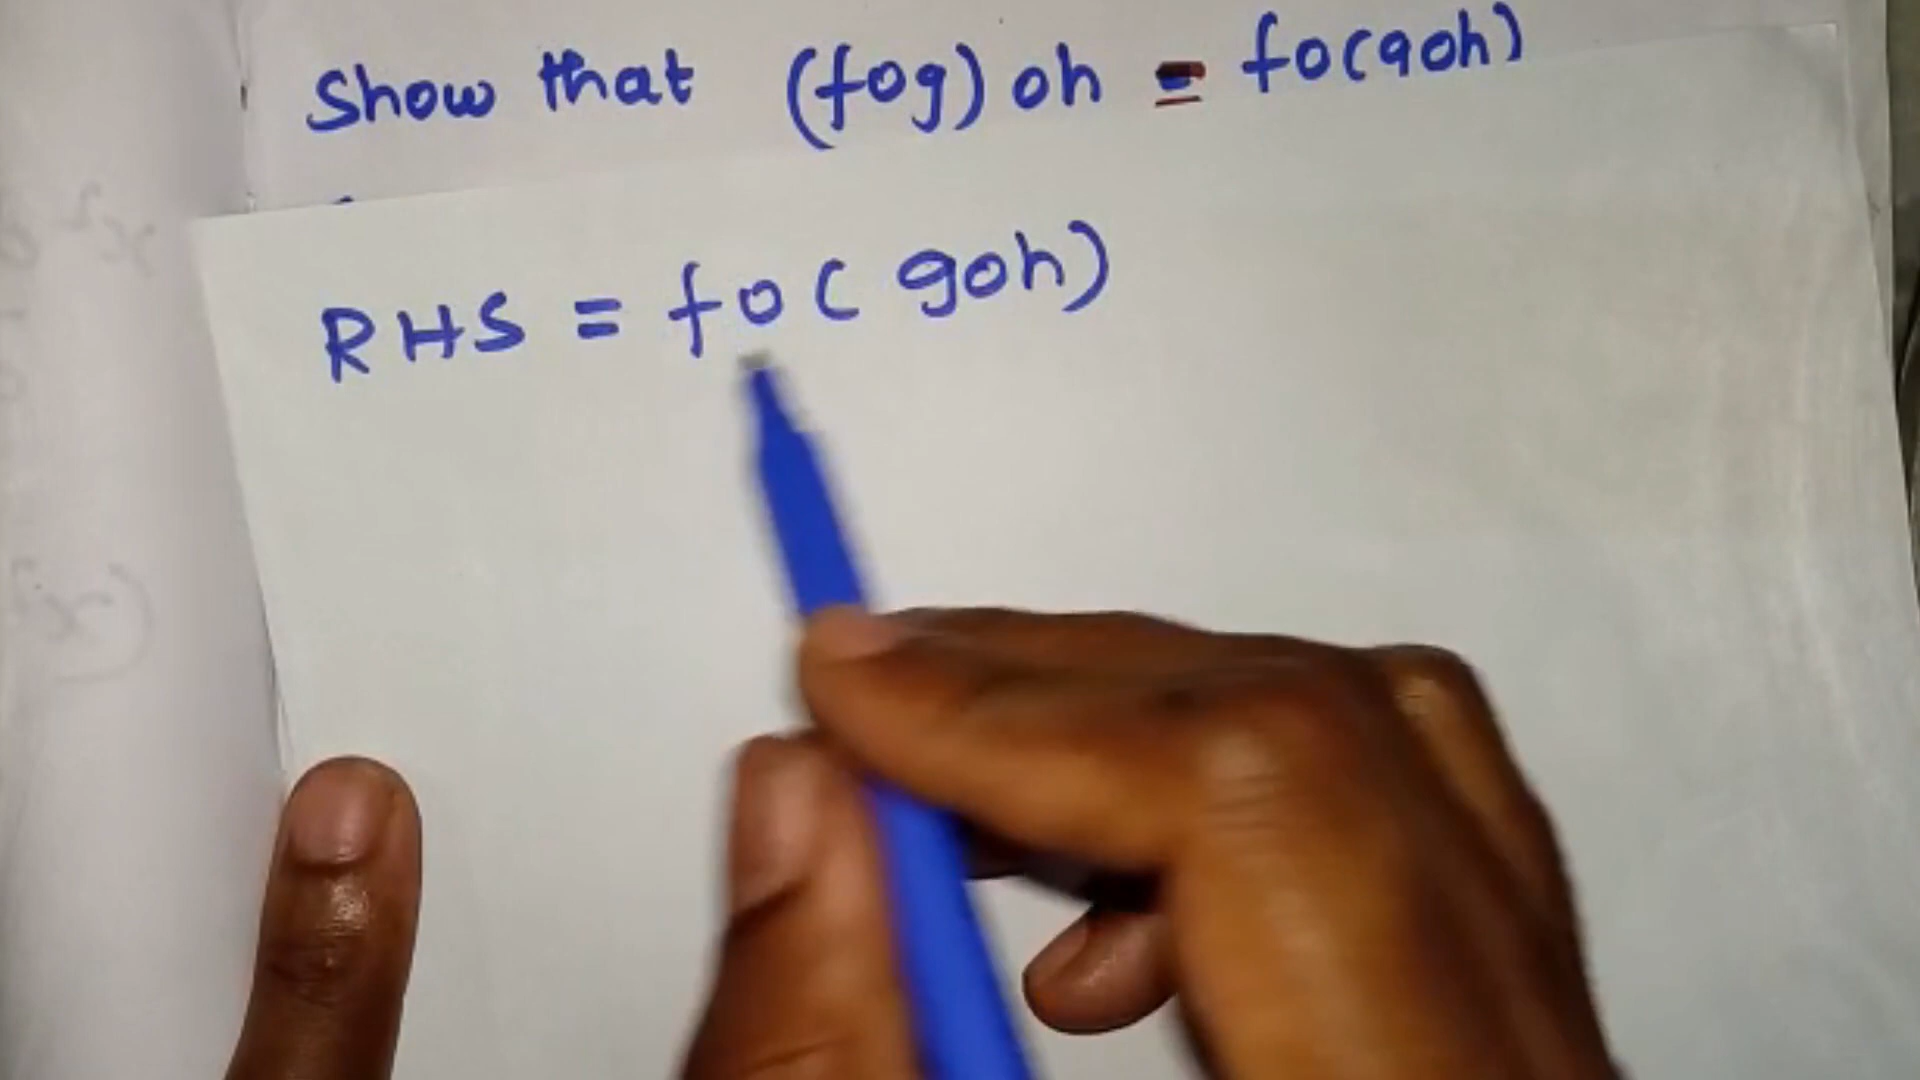 Show that (fog) oh = fo(goh)
RHS = fo( goh)